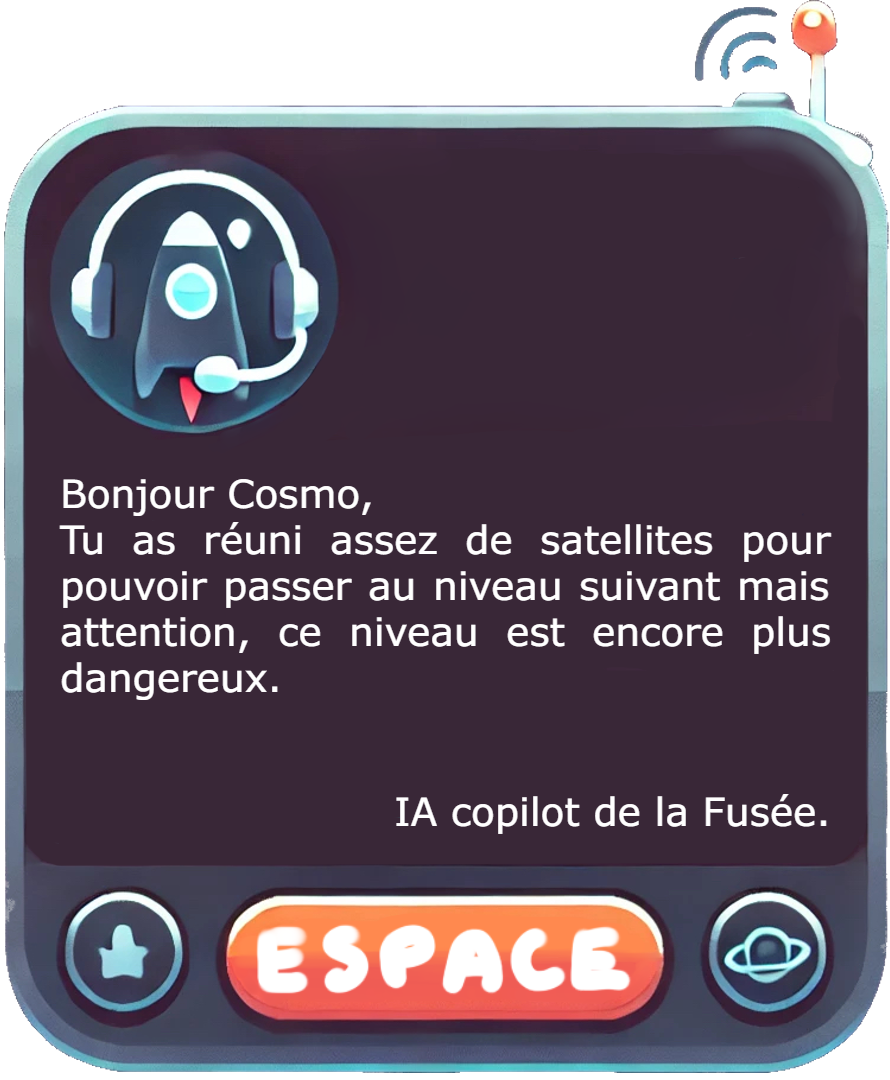 Bonjour Cosmo,
Tu as réuni assez de satellites pour
pouvoir passer au niveau suivant mais
attention, ce niveau est encore plus
dangereux.
IA copilot de la Fusée.
ESPACE